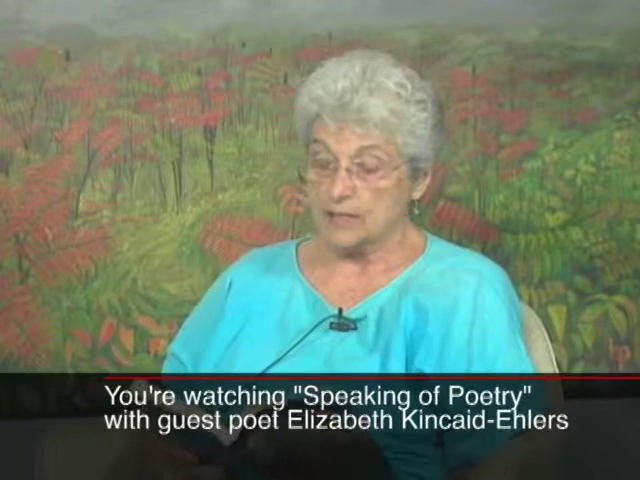 You're watching "Speaking of Poetry"
with guest poet Elizabeth Kincaid-Ehlers